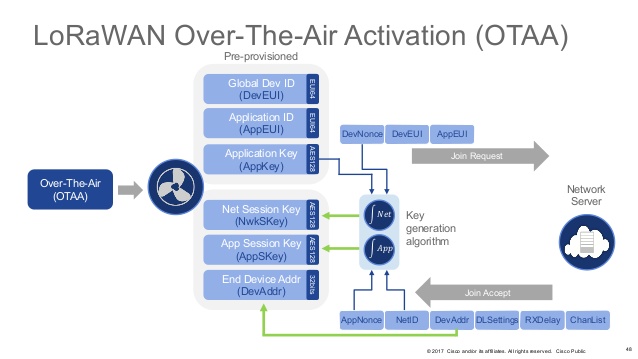 LoRaWAN Over-The-Air Activation (OTAA)
Pre-provisioned
Global Dev ID
(DevEUI)
EUI64
Application ID
(AppEUI)
EUI64
Application Key
(AppKey)
AES128
DevNonce
DevEUI
AppEUI
Join Request
Over-The-Air
(OTAA)
Network
Server
Net Session Key
(NwkSKey)
AES128
App Session Key
(AppSKey)
AES128
End Device Addr
(DevAddr)
32bits
∫Net
∫App
Key
generation
algorithm
Join Accept
AppNonce
NetID
DevAddr
DLSettings
RXDelay
ChanList
© 2017 Cisco and/or its affiliates. All rights reserved. Cisco Public
48